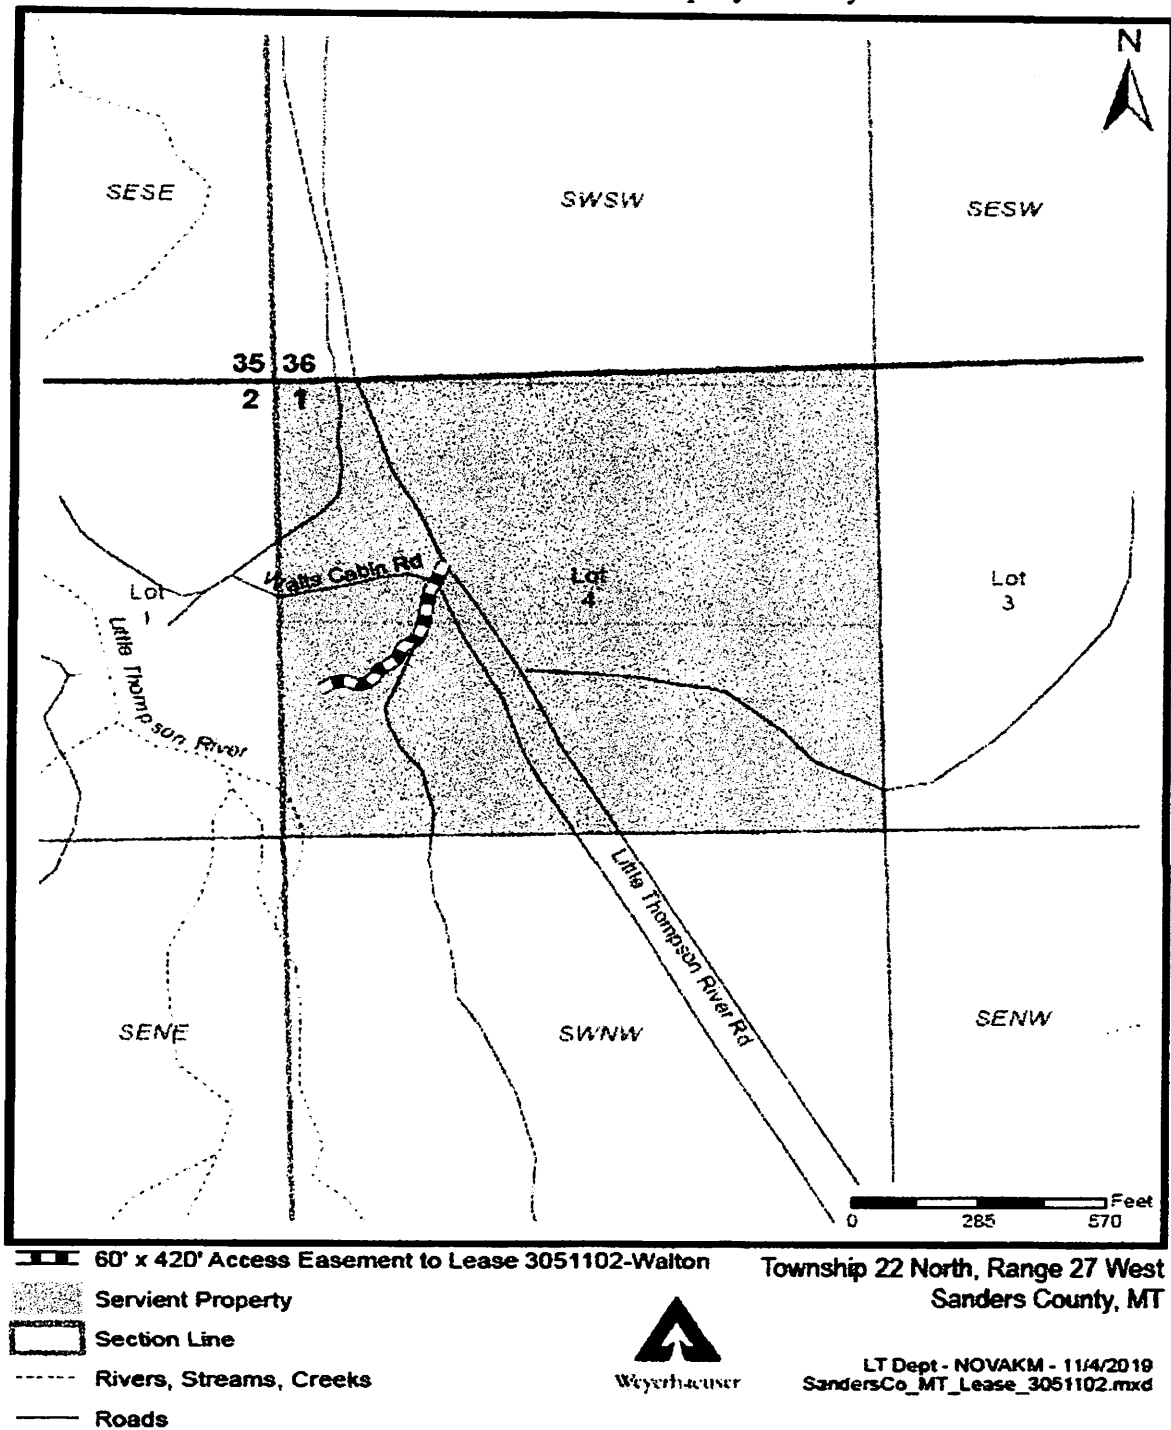 N
SESE
SWSW
SESW
35 36
2 1
Walts Cabin Rd
Lot
1
Lot
4
Lot
3
Little Thompson River
Little Thompson River Rd
SENE
SWNW
SENW
Feet
0 285 570
60' x 420' Access Easement to Lease 3051102-Walton
Servient Property
Section Line
Rivers, Streams, Creeks
Roads
Township 22 North, Range 27 West
Sanders County, MT
Weyerhaeuser
LT Dept - NOVAKM - 11/4/2019
SandersCo_MT_Lease_3051102.mxd